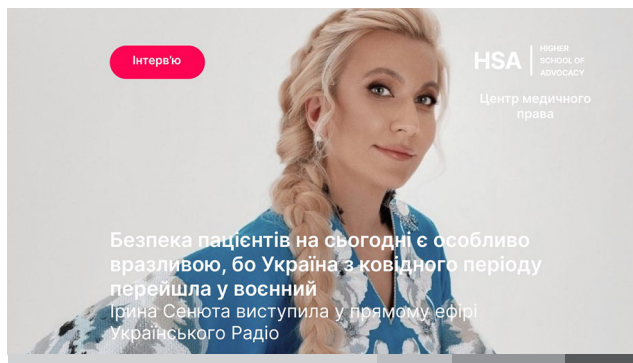 Інтерв'ю
HSA
HIGHER
SCHOOL OF
ADVOCACY
Центр медичного
права
Безпека пацієнтів на сьогодні є особливо
вразливою, бо Україна з ковідного періоду
перейшла у воєнний
Ірина Сенюта виступила у прямому ефірі
Українського Радіо